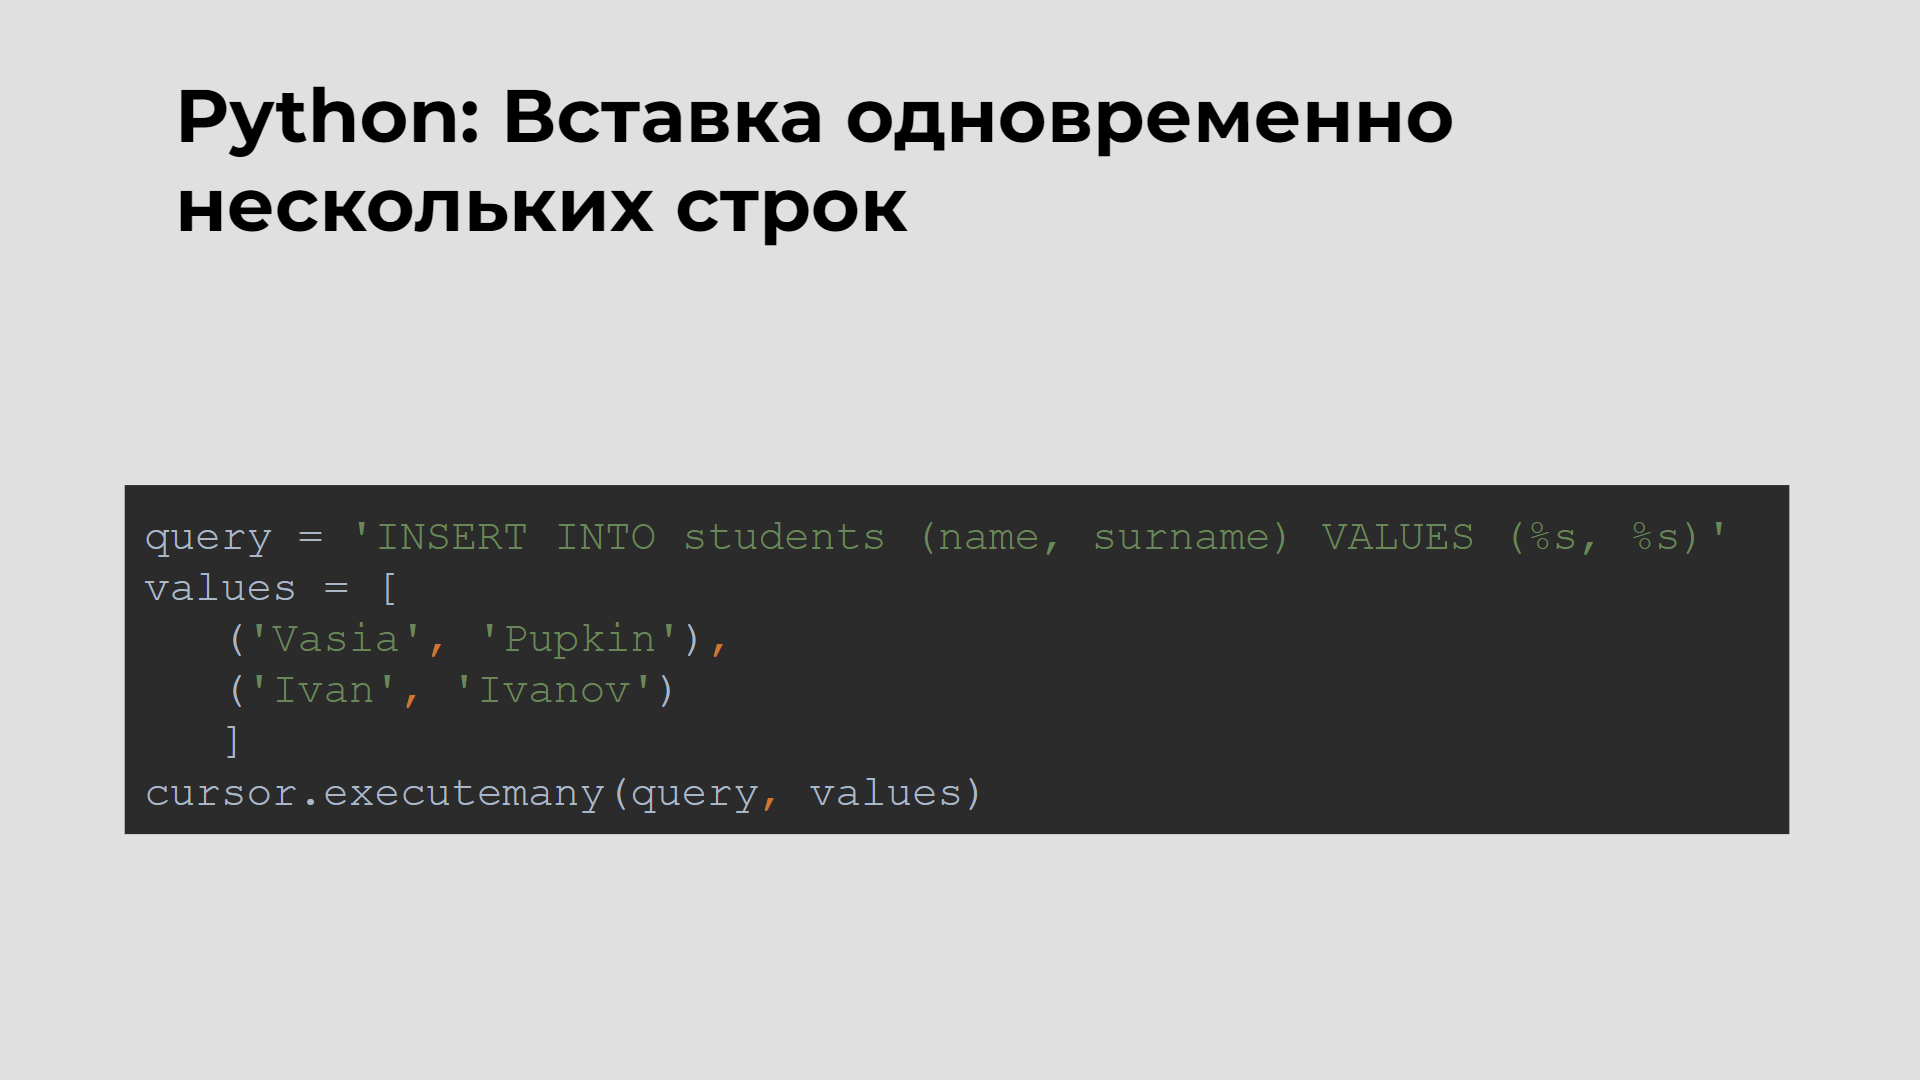 Python: Вставка одновременно
нескольких строк
query = 'INSERT INTO students (name, surname) VALUES (%s, %s)'
values = [
   ('Vasia', 'Pupkin'),
   ('Ivan', 'Ivanov')
   ]
cursor.executemany(query, values)